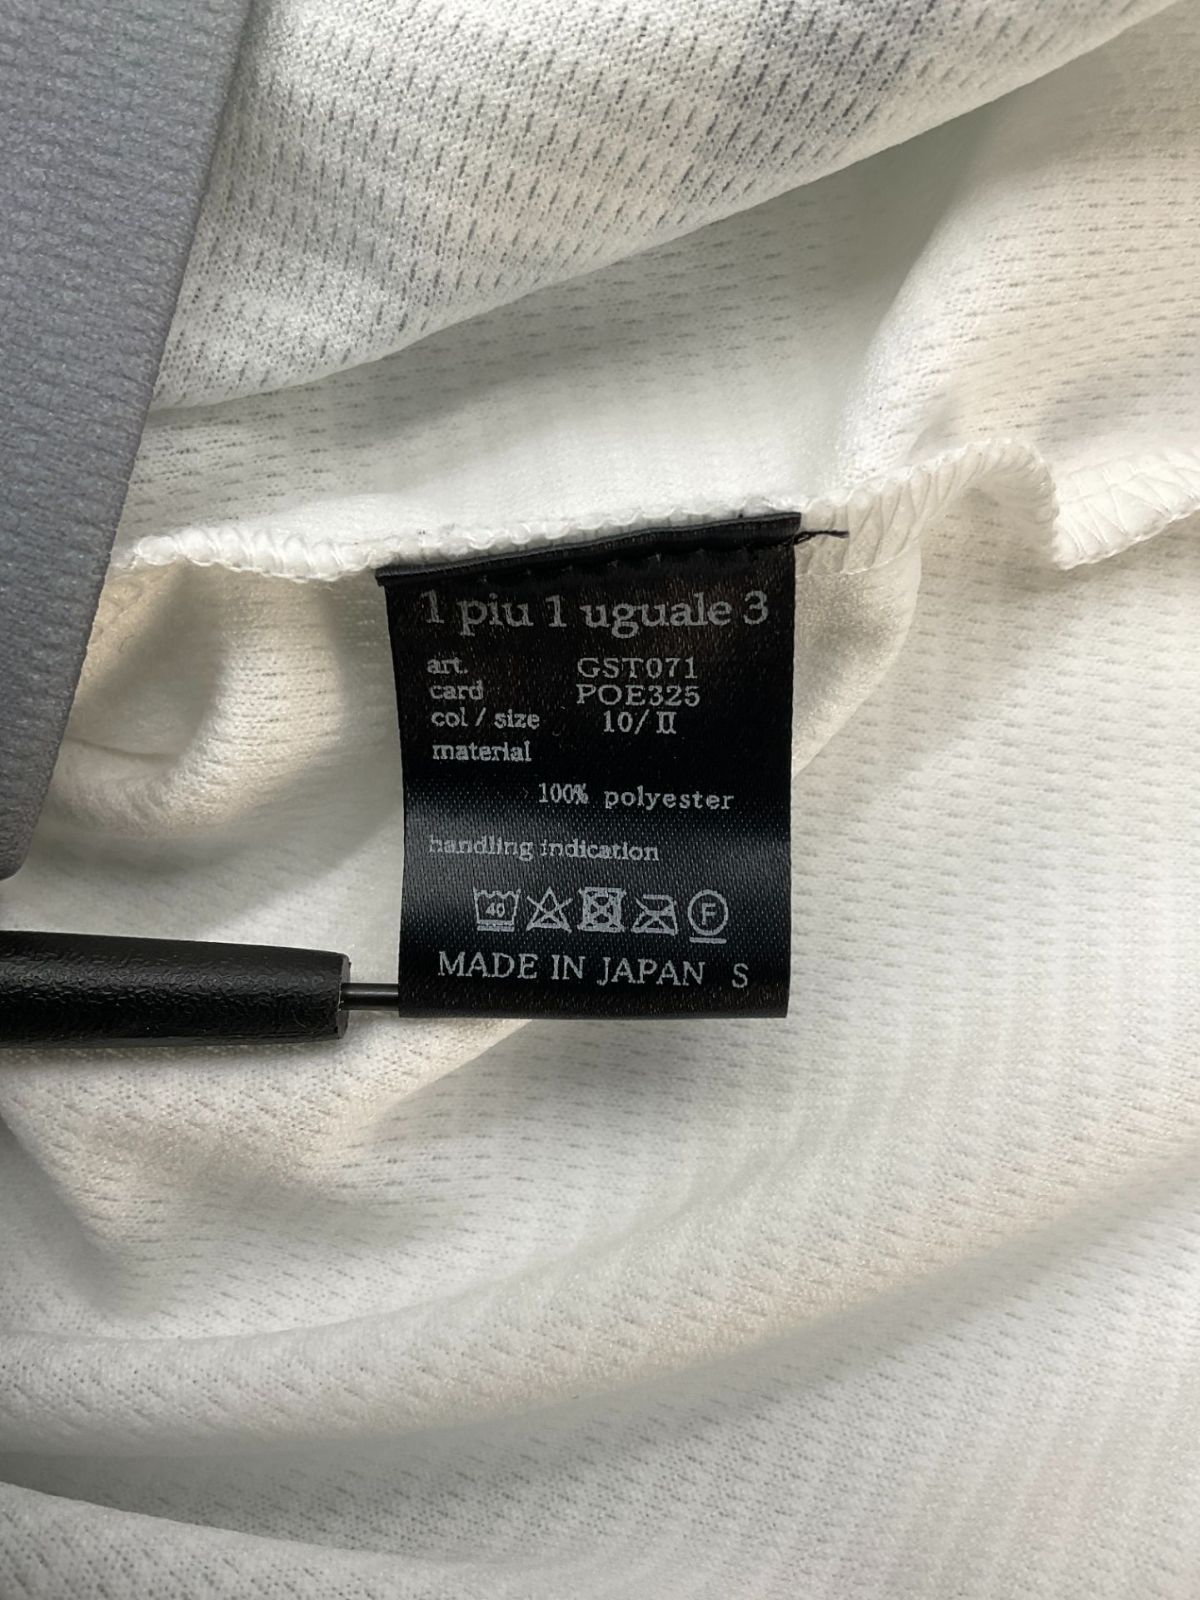 1 piu 1 uguale 3
art. GST071
card POE325
col / size 10/Ⅱ
material
100% polyester
handling indication
40 F
MADE IN JAPAN S